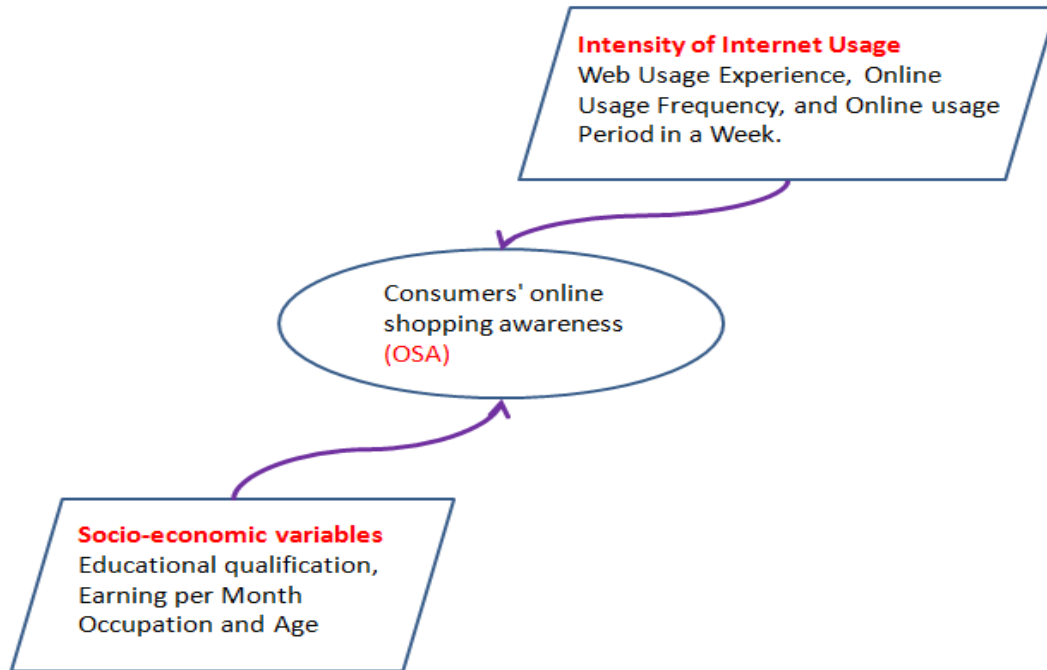 Intensity of Internet Usage
Web Usage Experience, Online
Usage Frequency, and Online usage
Period in a Week.
Consumers' online
shopping awareness
(OSA)
Socio-economic variables
Educational qualification,
Earning per Month
Occupation and Age